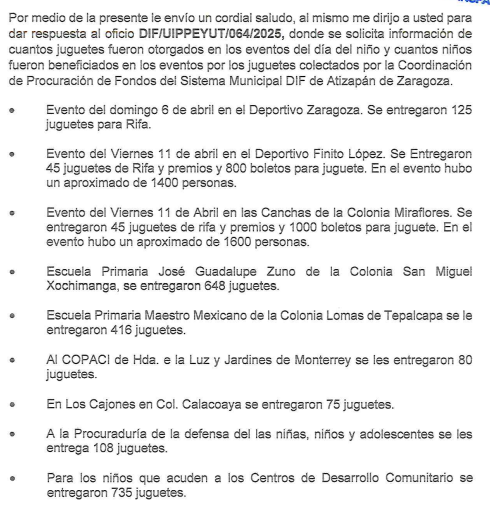 Por medio de la presente le envío un cordial saludo, al mismo me dirijo a usted para
dar respuesta al oficio DIF/UIPPEYUT/064/2025, donde se solicita información de
cuantos juguetes fueron otorgados en los eventos del día del niño y cuantos niños
fueron beneficiados en los eventos por los juguetes colectados por la Coordinación
de Procuración de Fondos del Sistema Municipal DIF de Atizapán de Zaragoza.
• Evento del domingo 6 de abril en el Deportivo Zaragoza. Se entregaron 125
juguetes para Rifa.
• Evento del Viernes 11 de abril en el Deportivo Finito López. Se Entregaron
45 juguetes de Rifa y premios y 800 boletos para juguete. En el evento hubo
un aproximado de 1400 personas.
• Evento del Viernes 11 de Abril en las Canchas de la Colonia Miraflores. Se
entregaron 45 juguetes de rifa y premios y 1000 boletos para juguete. En el
evento hubo un aproximado de 1600 personas.
• Escuela Primaria José Guadalupe Zuno de la Colonia San Miguel
Xochimanga, se entregaron 648 juguetes.
• Escuela Primaria Maestro Mexicano de la Colonia Lomas de Tepalcapa se le
entregaron 416 juguetes.
• Al COPACI de Hda. e la Luz y Jardines de Monterrey se les entregaron 80
juguetes.
• En Los Cajones en Col. Calacoaya se entregaron 75 juguetes.
• A la Procuraduría de la defensa del las niñas, niños y adolescentes se les
entrega 108 juguetes.
• Para los niños que acuden a los Centros de Desarrollo Comunitario se
entregaron 735 juguetes.